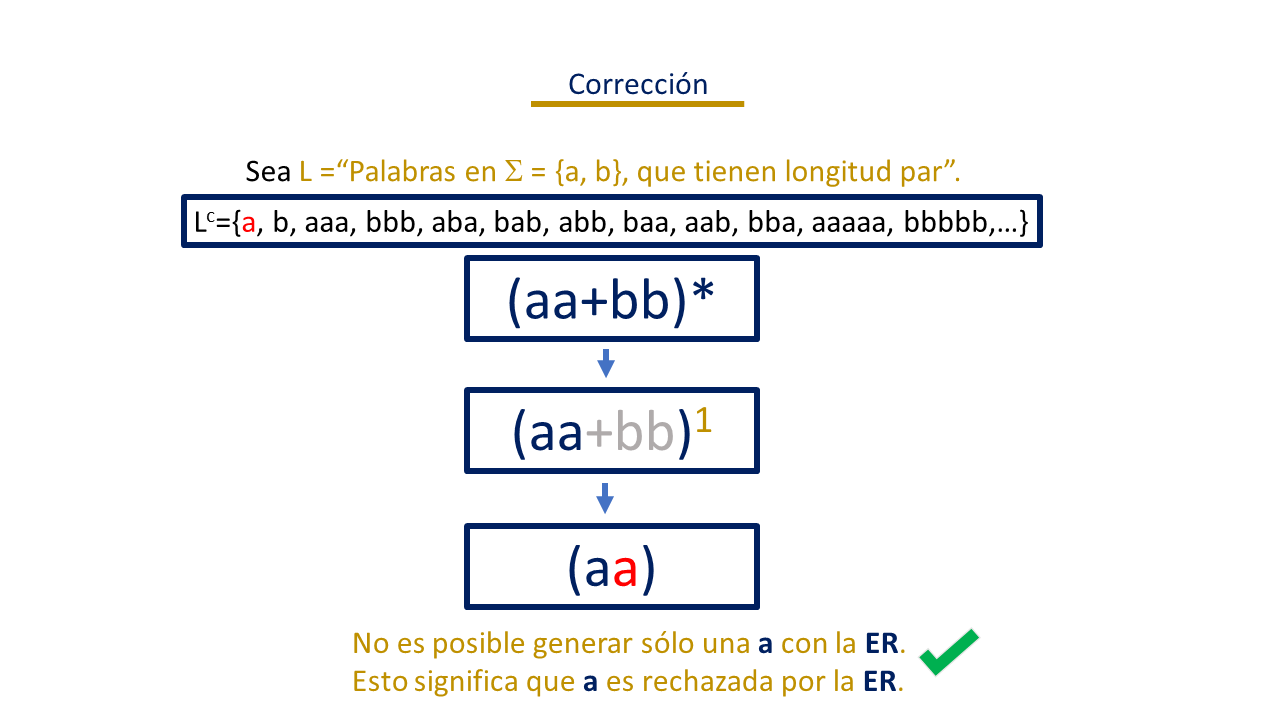 Corrección
Sea L =“Palabras en Σ = {a, b}, que tienen longitud par”.
Lᶜ={a, b, aaa, bbb, aba, bab, abb, baa, aab, bba, aaaaa, bbbbb,...}
(aa+bb)*
(aa+bb)¹
(aa)
No es posible generar sólo una a con la ER.
Esto significa que a es rechazada por la ER.